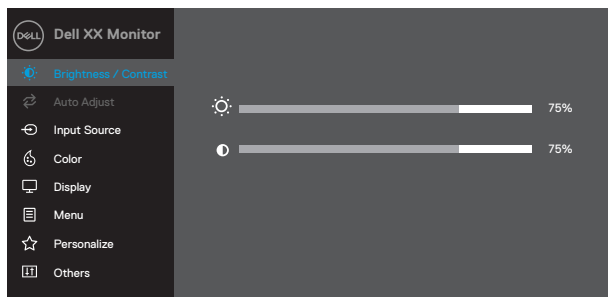 DELL Dell XX Monitor
Brightness / Contrast
Auto Adjust
75%
Input Source
Color
75%
Display
Menu
Personalize
Others